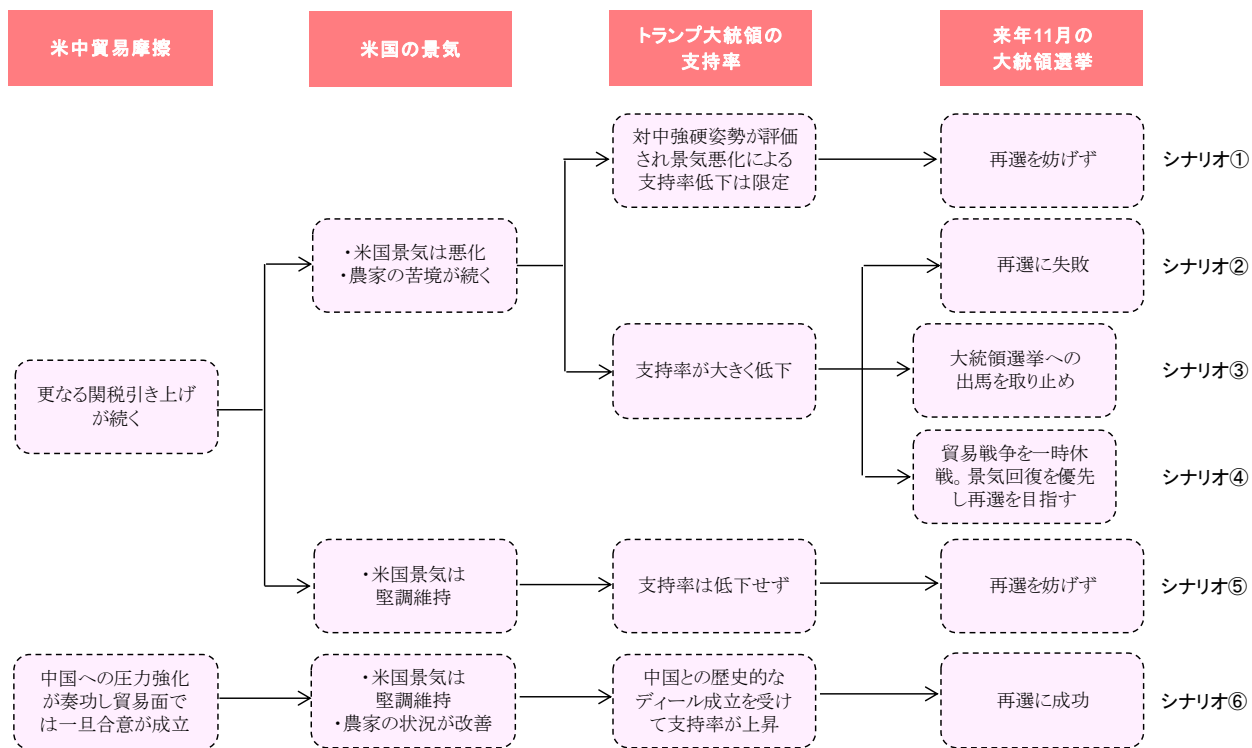 米中貿易摩擦
米国の景気
トランプ大統領の
支持率
来年11月の
大統領選挙
対中強硬姿勢が評価
され景気悪化による
支持率低下は限定
再選を妨げず
シナリオ①
・米国景気は悪化
・農家の苦境が続く
再選に失敗
シナリオ②
更なる関税引き上げ
が続く
支持率が大きく低下
大統領選挙への
出馬を取り止め
シナリオ③
貿易戦争を一時休
戦。景気回復を優先
し再選を目指す
シナリオ④
・米国景気は
堅調維持
支持率は低下せず
再選を妨げず
シナリオ⑤
中国への圧力強化
が奏功し貿易面で
は一旦合意が成立
・米国景気は
堅調維持
・農家の状況が改善
中国との歴史的な
ディール成立を受け
て支持率が上昇
再選に成功
シナリオ⑥